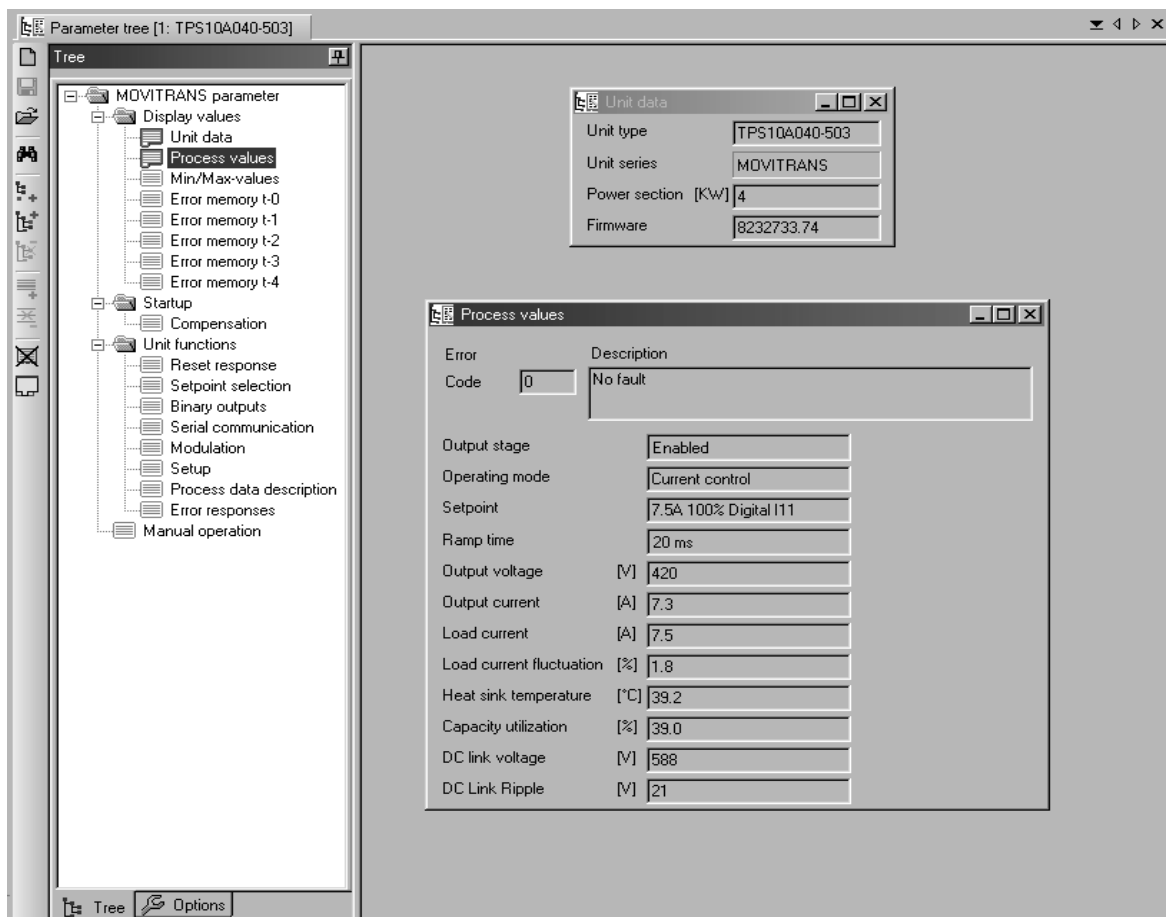 Parameter tree [1: TPS10A040-503]
Tree
MOVITRANS parameter
Display values
Unit data
Process values
Min/Max-values
Error memory t-0
Error memory t-1
Error memory t-2
Error memory t-3
Error memory t-4
Startup
Compensation
Unit functions
Reset response
Setpoint selection
Binary outputs
Serial communication
Modulation
Setup
Process data description
Error responses
Manual operation
Tree Options
Unit data
Unit type TPS10A040-503
Unit series MOVITRANS
Power section [KW] 4
Firmware 8232733.74
Process values
Error Description
Code 0 No fault
Output stage Enabled
Operating mode Current control
Setpoint 7.5A 100% Digital I11
Ramp time 20 ms
Output voltage [V] 420
Output current [A] 7.3
Load current [A] 7.5
Load current fluctuation [%] 1.8
Heat sink temperature [°C] 39.2
Capacity utilization [%] 39.0
DC link voltage [V] 588
DC Link Ripple [V] 21